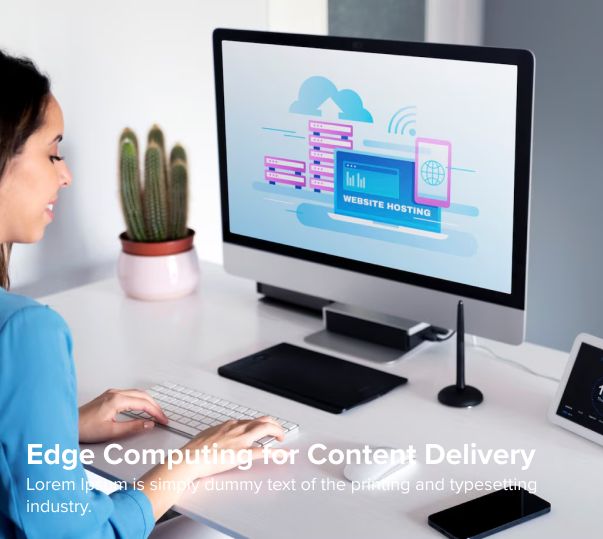 WEBSITE HOSTING
Edge Computing for Content Delivery
Lorem Ipsum is simply dummy text of the printing and typesetting
industry.